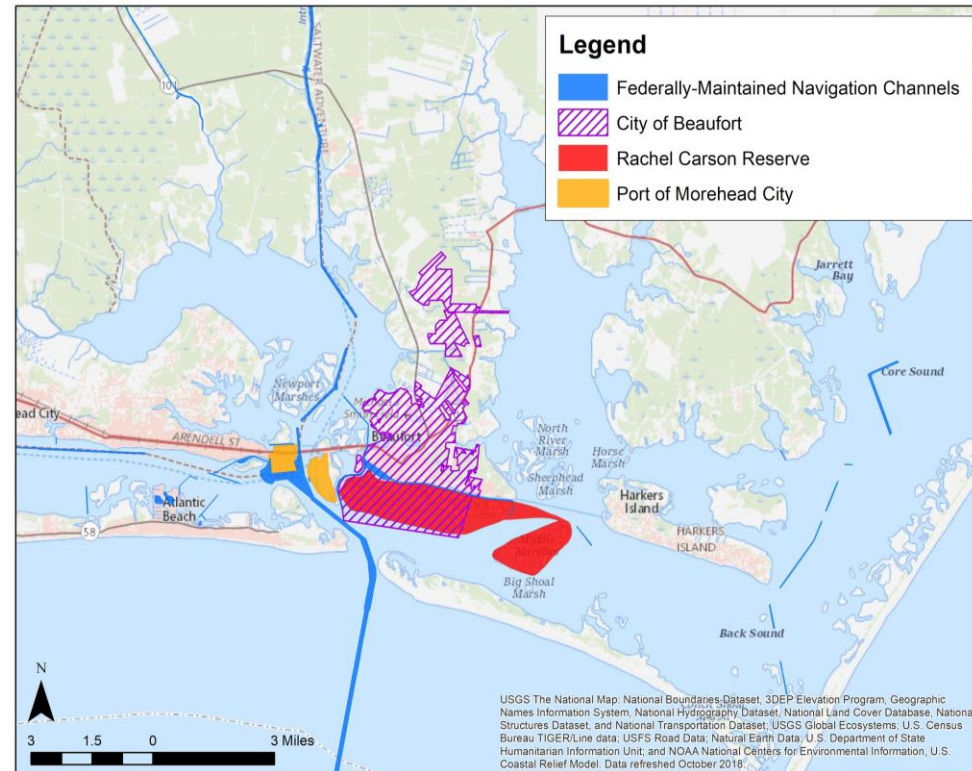 Legend
Federally-Maintained Navigation Channels
City of Beaufort
Rachel Carson Reserve
Port of Morehead City
101
SALTWATER ADVENTURE
Jarrett
Bay
Core Sound
Newport
Marshes
ead City
ARENDELL ST
Beaufort
North
River
Marsh
Horse
Marsh
Sheephead
Marsh
Atlantic
Beach
58
Harkers
Island
HARKERS
ISLAND
Middle
Marshes
Big Shoal
Marsh
Back Sound
N
3 1.5 0 3 Miles
USGS The National Map: National Boundaries Dataset, 3DEP Elevation Program, Geographic
Names Information System, National Hydrography Dataset, National Land Cover Database, National
Structures Dataset, and National Transportation Dataset; USGS Global Ecosystems; U.S. Census
Bureau TIGER/Line data; USFS Road Data; Natural Earth Data; U.S. Department of State
Humanitarian Information Unit; and NOAA National Centers for Environmental Information, U.S.
Coastal Relief Model. Data refreshed October 2018.